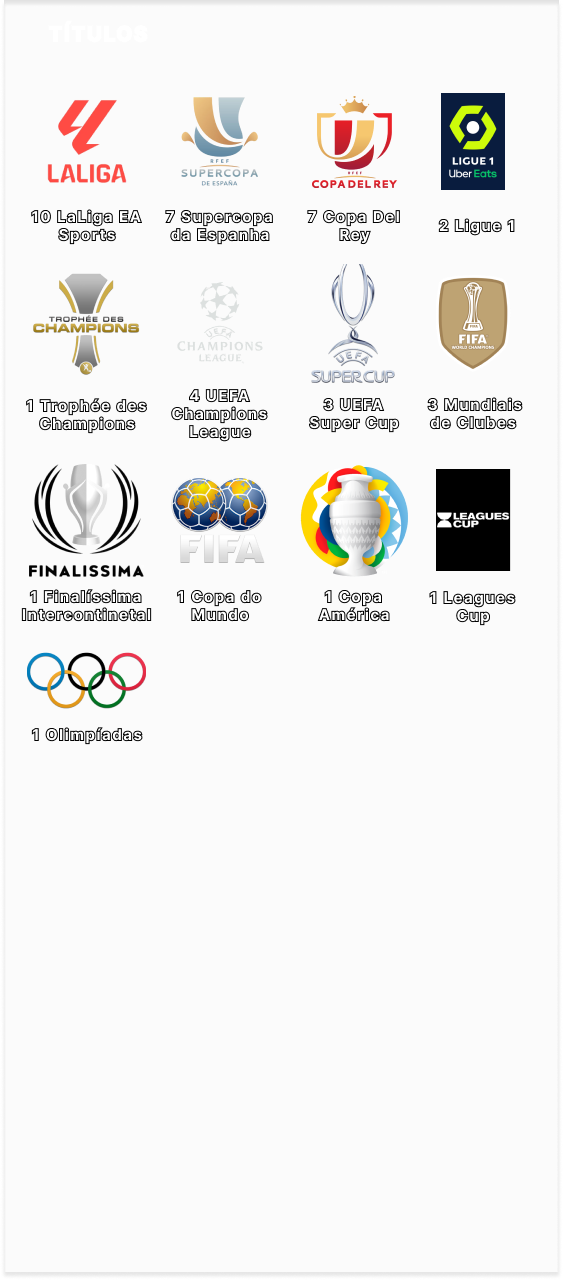 TÍTULOS
LALIGA
10 LaLiga EA
Sports
RFEF
SUPERCOPA
DE ESPAÑA
7 Supercopa
da Espanha
RFEF
COPA DEL REY
7 Copa Del
Rey
LIGUE 1
Uber Eats
2 Ligue 1
TROPHÉE DES
CHAMPIONS
1 Trophée des
Champions
UEFA
CHAMPIONS
LEAGUE
4 UEFA
Champions
League
UEFA
SUPERCUP
3 UEFA
Super Cup
FIFA
FIFA
WORLD CHAMPIONS
3 Mundiais
de Clubes
FINALISSIMA
1 Finalíssima
Intercontinetal
FIFA
1 Copa do
Mundo
1 Copa
América
LEAGUES
CUP
1 Leagues
Cup
1 Olimpíadas